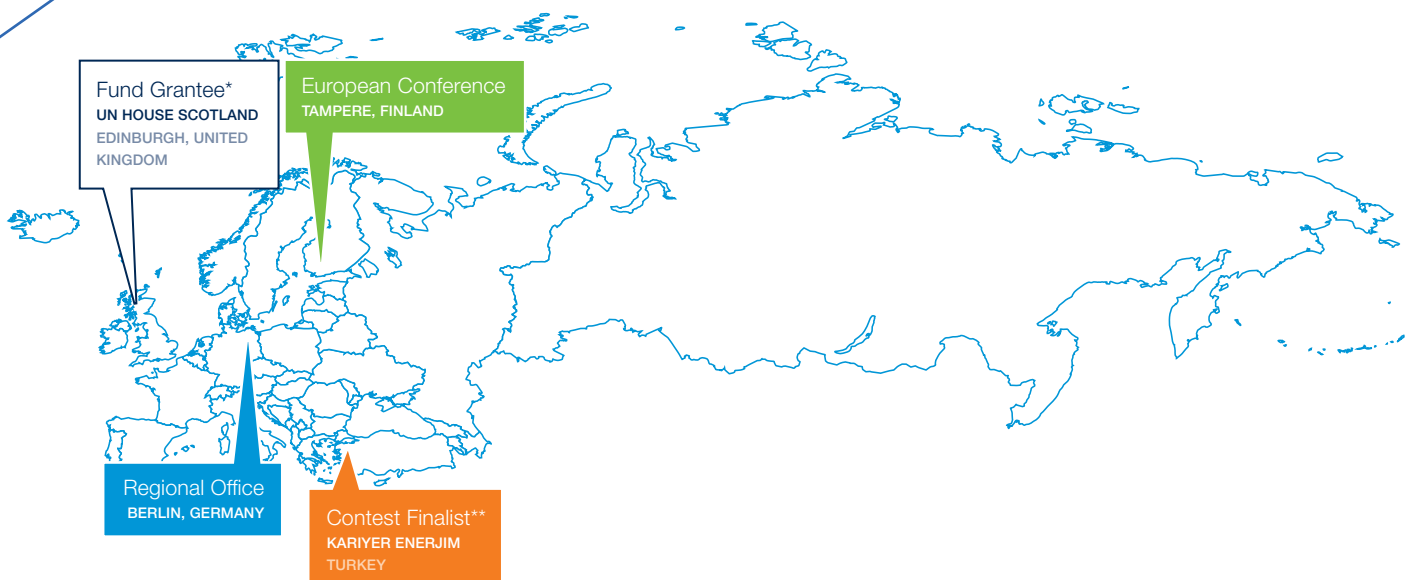 Fund Grantee*
UN HOUSE SCOTLAND
EDINBURGH, UNITED
KINGDOM
European Conference
TAMPERE, FINLAND
Regional Office
BERLIN, GERMANY
Contest Finalist**
KARIYER ENERJIM
TURKEY